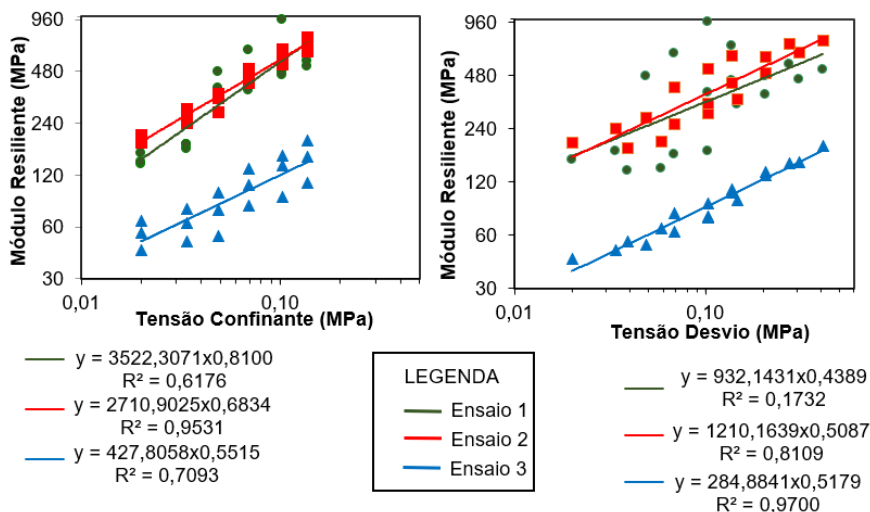 960
480
240
120
60
30
Módulo Resiliente (MPa)
0,01
0,10
Tensão Confinante (MPa)
960
480
240
120
60
30
Módulo Resiliente (MPa)
0,01
0,10
Tensão Desvio (MPa)
y = 3522,3071x0,8100
R² = 0,6176
y = 2710,9025x0,6834
R² = 0,9531
y = 427,8058x0,5515
R² = 0,7093
LEGENDA
Ensaio 1
Ensaio 2
Ensaio 3
y = 932,1431x0,4389
R² = 0,1732
y = 1210,1639x0,5087
R² = 0,8109
y = 284,8841x0,5179
R² = 0,9700